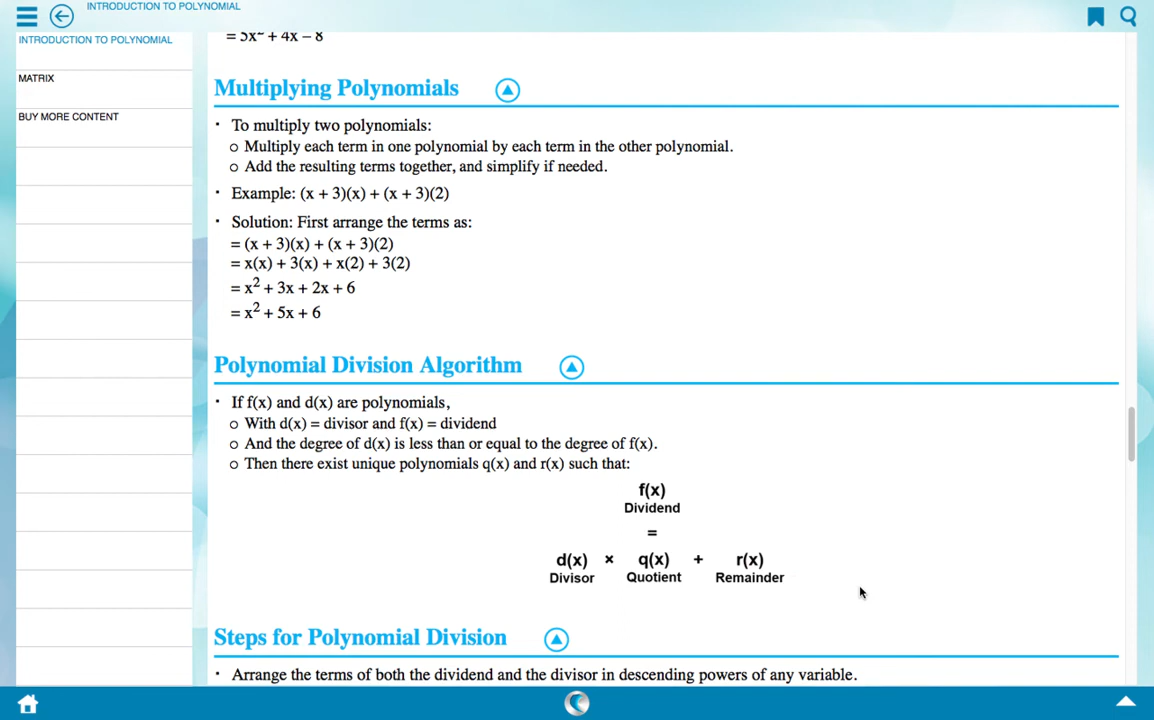 INTRODUCTION TO POLYNOMIAL
INTRODUCTION TO POLYNOMIAL
MATRIX
BUY MORE CONTENT
= 5x² + 4x – 8
Multiplying Polynomials
· To multiply two polynomials:
o Multiply each term in one polynomial by each term in the other polynomial.
o Add the resulting terms together, and simplify if needed.
· Example: (x + 3)(x) + (x + 3)(2)
· Solution: First arrange the terms as:
= (x + 3)(x) + (x + 3)(2)
= x(x) + 3(x) + x(2) + 3(2)
= x² + 3x + 2x + 6
= x² + 5x + 6
Polynomial Division Algorithm
· If f(x) and d(x) are polynomials,
o With d(x) = divisor and f(x) = dividend
o And the degree of d(x) is less than or equal to the degree of f(x).
o Then there exist unique polynomials q(x) and r(x) such that:
f(x)
Dividend
=
d(x) × q(x) + r(x)
Divisor Quotient Remainder
Steps for Polynomial Division
· Arrange the terms of both the dividend and the divisor in descending powers of any variable.